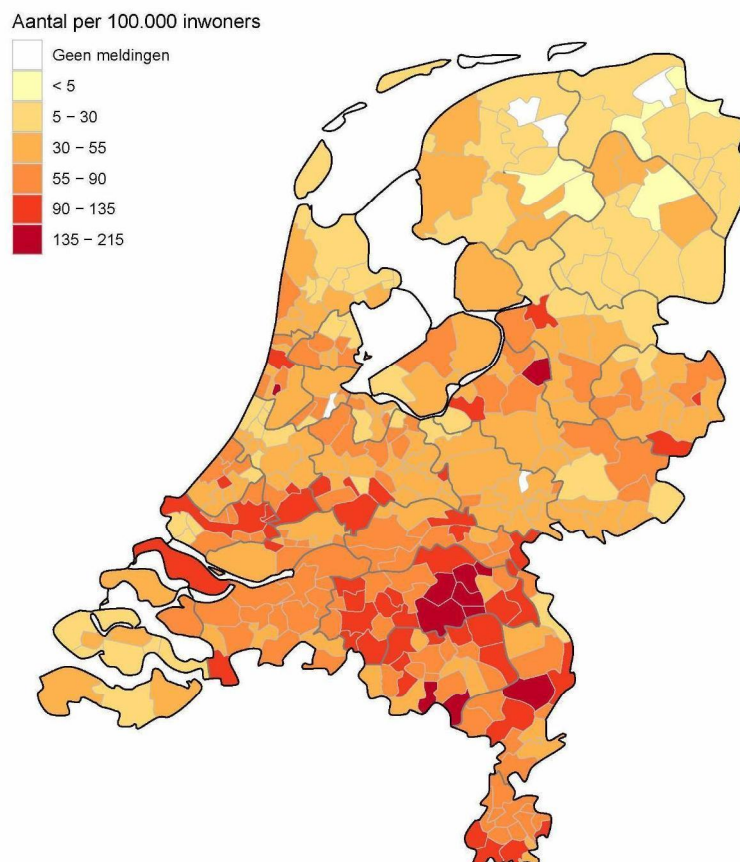 Aantal per 100.000 inwoners
Geen meldingen
< 5
5 – 30
30 – 55
55 – 90
90 – 135
135 – 215